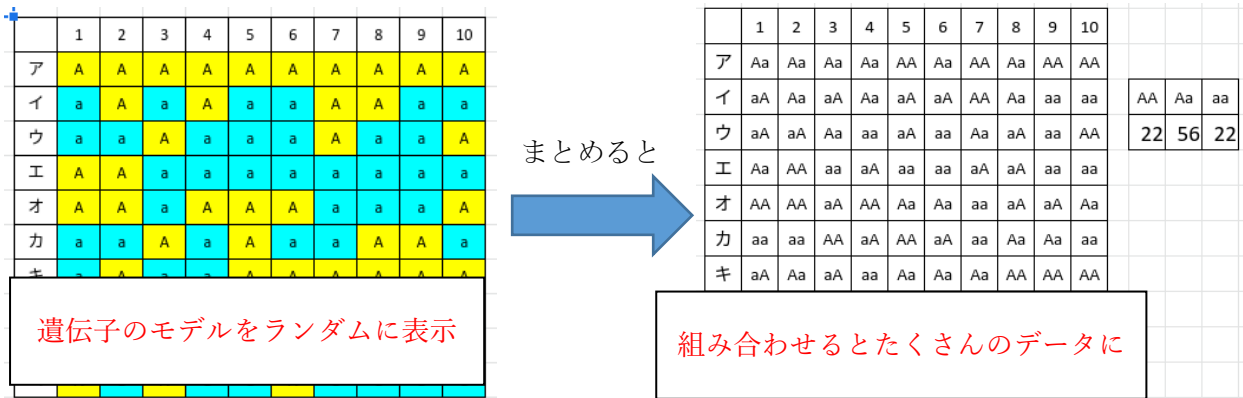 1 2 3 4 5 6 7 8 9 10
ア A A A A A A A A A A
イ a A a A a a A A a a
ウ a a A a a a A a a A
エ A A a a a a a a a a
オ A A a A A A a a a A
カ a a A a A a a A A a
キ a A a a A A A A A A
遺伝子のモデルをランダムに表示
まとめると
1 2 3 4 5 6 7 8 9 10
ア Aa Aa Aa Aa AA Aa AA Aa AA AA
イ aA Aa aA Aa aA aA AA Aa aa aa
ウ aA aA Aa aa aA aa Aa aA aa AA
エ Aa AA aa aA aa aa aA aA aa aa
オ AA AA aA AA Aa Aa aa aA aA Aa
カ aa aa AA aA AA aA aa Aa Aa aa
キ aA Aa aA aa Aa Aa Aa AA AA AA
組み合わせるとたくさんのデータに
AA Aa aa
22 56 22